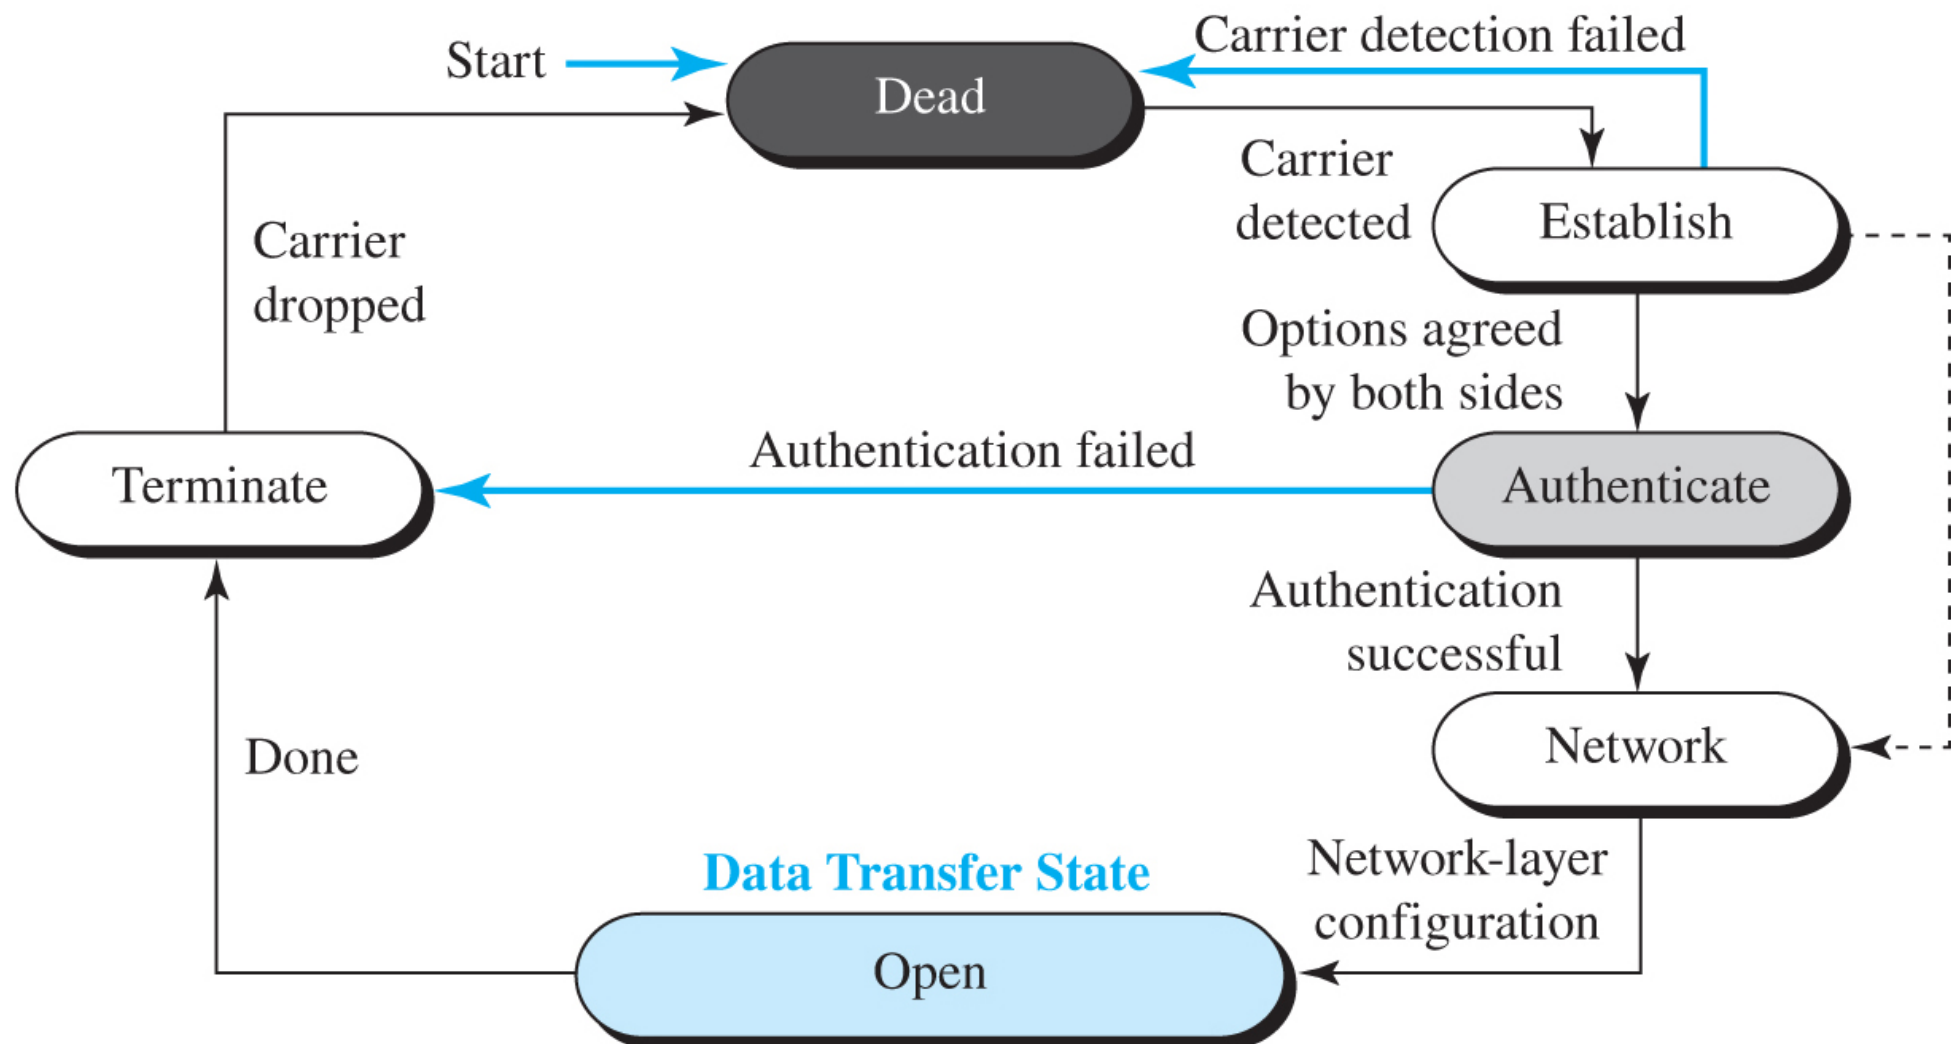 Carrier detection failed
Start
Dead
Carrier
detected
Establish
Carrier
dropped
Options agreed
by both sides
Authentication failed
Terminate
Authenticate
Authentication
successful
Network
Done
Data Transfer State
Network-layer
configuration
Open